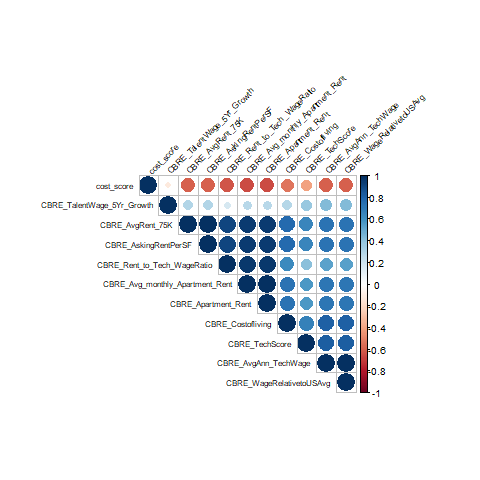 cost_score
CBRE_TalentWage_5Yr_Growth
CBRE_AvgRent_75K
CBRE_AskingRentPerSF
CBRE_Rent_to_Tech_WageRatio
CBRE_Avg_monthly_Apartment_Rent
CBRE_Apartment_Rent
CBRE_Costofliving
CBRE_TechScore
CBRE_AvgAnn_TechWage
CBRE_WageRelativetoUSAvg
cost_score
CBRE_TalentWage_5Yr_Growth
CBRE_AvgRent_75K
CBRE_AskingRentPerSF
CBRE_Rent_to_Tech_WageRatio
CBRE_Avg_monthly_Apartment_Rent
CBRE_Apartment_Rent
CBRE_Costofliving
CBRE_TechScore
CBRE_AvgAnn_TechWage
CBRE_WageRelativetoUSAvg
1
0.8
0.6
0.4
0.2
0
-0.2
-0.4
-0.6
-0.8
-1